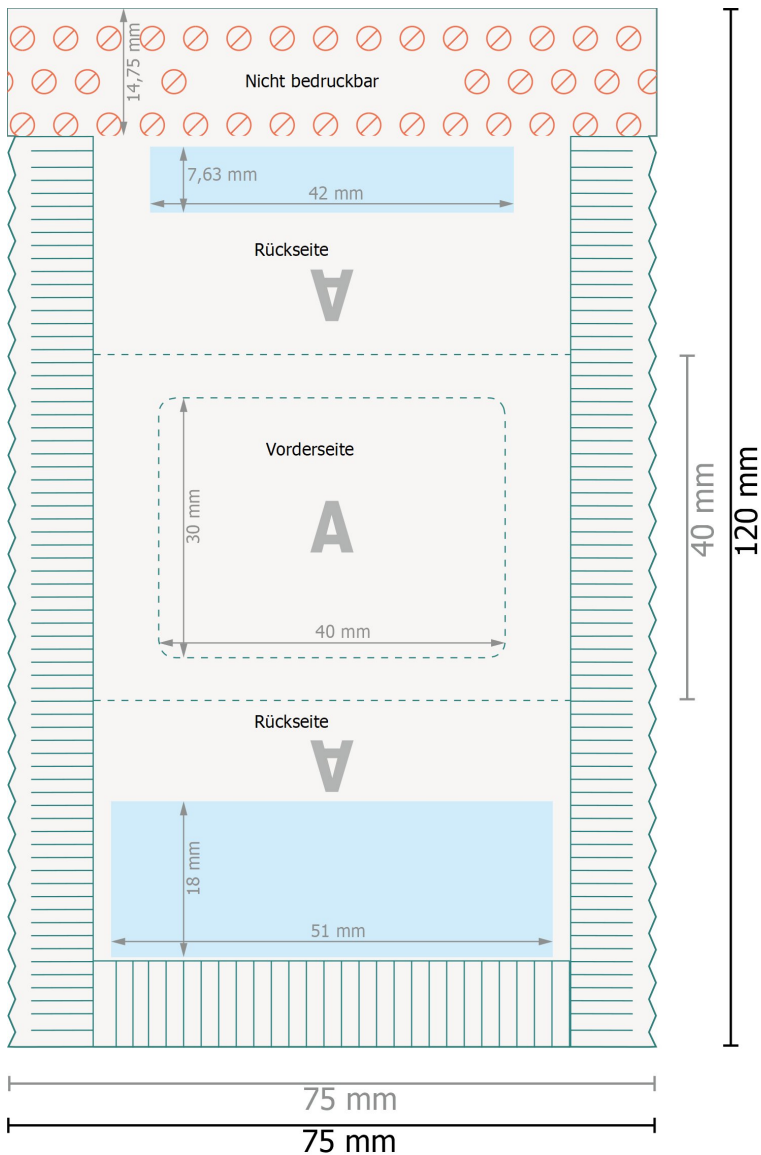 14,75 mm
Nicht bedruckbar
7,63 mm
42 mm
Rückseite
A
Vorderseite
30 mm
A
40 mm
40 mm
120 mm
Rückseite
A
18 mm
51 mm
75 mm
75 mm